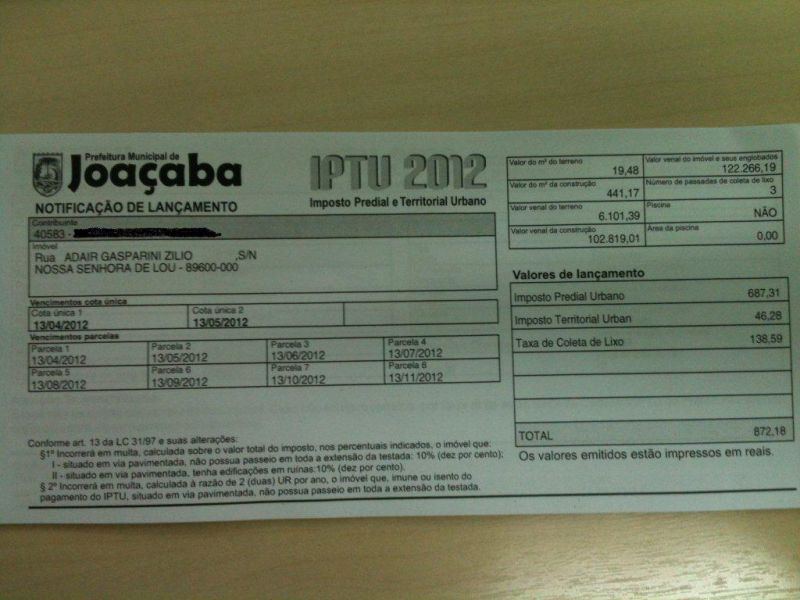 Prefeitura Municipal de
Joaçaba
NOTIFICAÇÃO DE LANÇAMENTO
IPTU 2012
Imposto Predial e Territorial Urbano
Contribuinte
40583 -
Imóvel
Rua ADAIR GASPARINI ZILIO ,S/N
NOSSA SENHORA DE LOU - 89600-000
Vencimentos cota única
Cota única 1 Cota única 2
13/04/2012 13/05/2012
Vencimentos parcelas
Parcela 1 Parcela 2 Parcela 3 Parcela 4
13/04/2012 13/05/2012 13/06/2012 13/07/2012
Parcela 5 Parcela 6 Parcela 7 Parcela 8
13/08/2012 13/09/2012 13/10/2012 13/11/2012
Conforme art. 13 da LC 31/97 e suas alterações:
§1º Incorrerá em multa, calculada sobre o valor total do imposto, nos percentuais indicados, o imóvel que:
I - situado em via pavimentada, não possua passeio em toda a extensão da testada: 10% (dez por cento);
II - situado em via pavimentada, tenha edificações em ruínas:10% (dez por cento).
§ 2º Incorrerá em multa, calculada à razão de 2 (duas) UR por ano, o imóvel que, imune ou isento do
pagamento do IPTU, situado em via pavimentada, não possua passeio em toda a extensão da testada.
Valor do m² do terreno Valor venal do imóvel e seus englobados
19,48 122.266,19
Valor do m² da construção Número de passadas de coleta de lixo
441,17 3
Valor venal do terreno Piscina
6.101,39 NÃO
Valor venal da construção Área da piscina
102.819,01 0,00
Valores de lançamento
Imposto Predial Urbano 687,31
Imposto Territorial Urban 46,28
Taxa de Coleta de Lixo 138,59
TOTAL 872,18
Os valores emitidos estão impressos em reais.